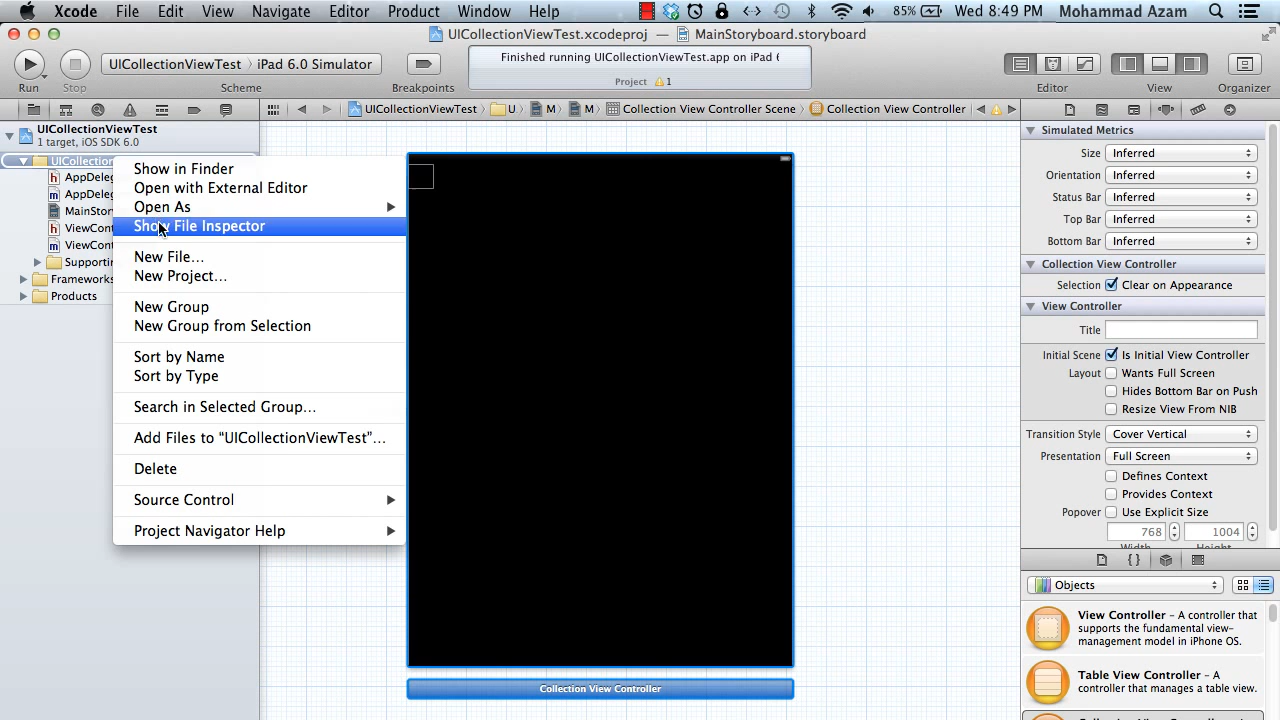 Xcode File Edit View Navigate Editor Product Window Help 85% Wed 8:49 PM Mohammad Azam
UICollectionViewTest.xcodeproj — MainStoryboard.storyboard
UICollectionViewTest iPad 6.0 Simulator
Finished running UICollectionViewTest.app on iPad 6
Project 1
Run Stop Scheme Breakpoints Editor View Organizer
UICollectionViewTest U M M Collection View Controller Scene Collection View Controller
UICollectionViewTest
1 target, iOS SDK 6.0
UICollection
h AppDeleg
m AppDeleg
MainStor
h ViewCont
m ViewCont
Supportin
Frameworks
Products
Show in Finder
Open with External Editor
Open As
Show File Inspector
New File...
New Project...
New Group
New Group from Selection
Sort by Name
Sort by Type
Search in Selected Group...
Add Files to “UICollectionViewTest”...
Delete
Source Control
Project Navigator Help
Collection View Controller
Simulated Metrics
Size Inferred
Orientation Inferred
Status Bar Inferred
Top Bar Inferred
Bottom Bar Inferred
Collection View Controller
Selection Clear on Appearance
View Controller
Title
Initial Scene Is Initial View Controller
Layout Wants Full Screen
Hides Bottom Bar on Push
Resize View From NIB
Transition Style Cover Vertical
Presentation Full Screen
Defines Context
Provides Context
Popover Use Explicit Size
768 1004
Width Height
{ }
Objects
View Controller – A controller that
supports the fundamental view-
management model in iPhone OS.
Table View Controller – A
controller that manages a table view.